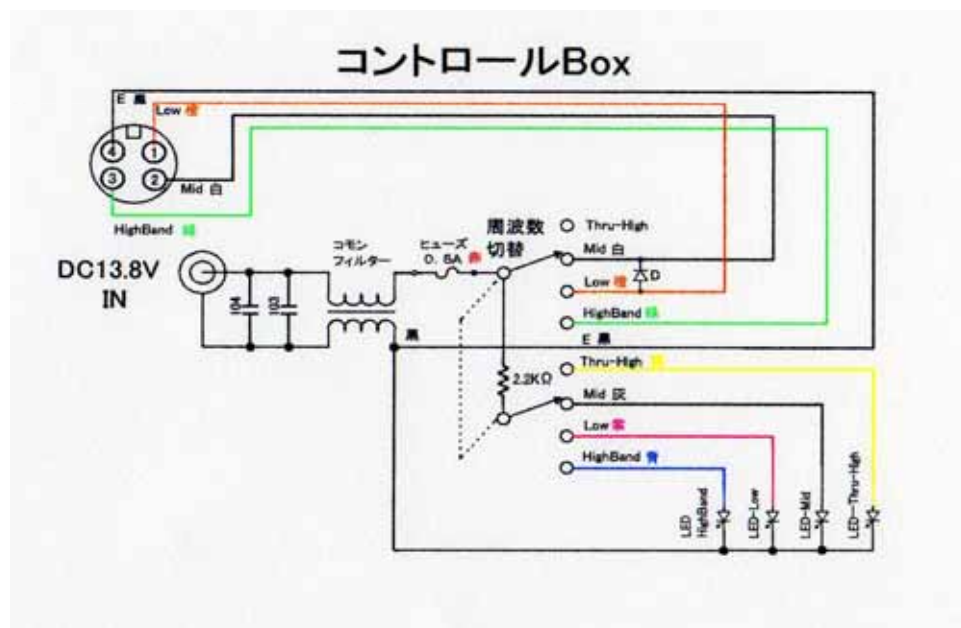 コントロールBox
E 黒
Low 橙
4
1
3
2
Mid 白
HighBand 緑
DC13.8V
IN
104
103
コモン
フィルター
ヒューズ
0.5A 赤
周波数
切替
Thru-High
Mid 白
D
Low 橙
HighBand 緑
黒
E 黒
2.2KΩ
Thru-High 黄
Mid 灰
Low 紫
HighBand 青
LED
HighBand
LED-Low
LED-Mid
LED-Thru-High